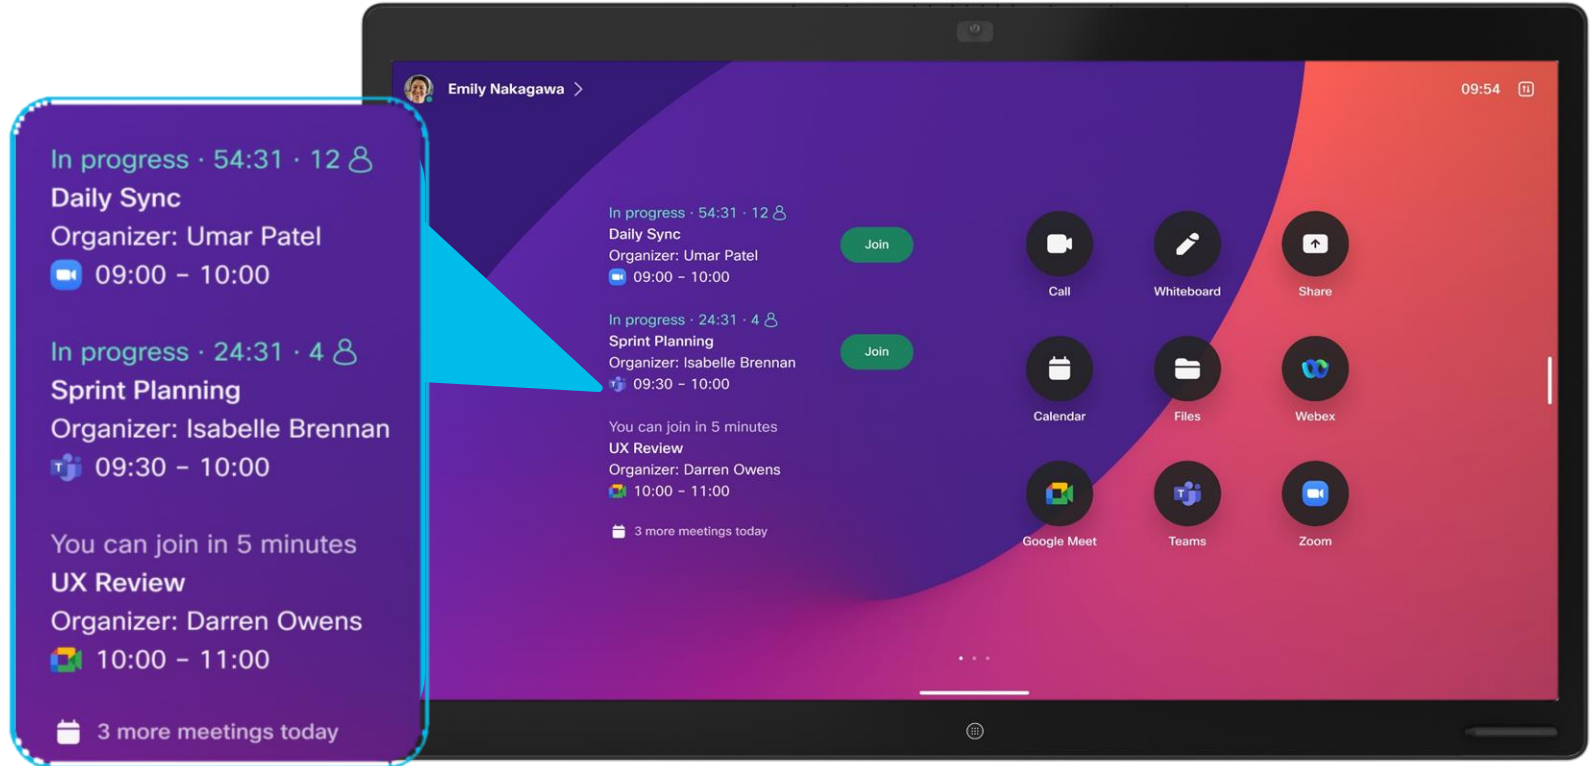 In progress · 54:31 · 12
Daily Sync
Organizer: Umar Patel
09:00 – 10:00
In progress · 24:31 · 4
Sprint Planning
Organizer: Isabelle Brennan
09:30 – 10:00
You can join in 5 minutes
UX Review
Organizer: Darren Owens
10:00 – 11:00
3 more meetings today
Emily Nakagawa
09:54
In progress · 54:31 · 12
Daily Sync
Organizer: Umar Patel
09:00 – 10:00
Join
In progress · 24:31 · 4
Sprint Planning
Organizer: Isabelle Brennan
09:30 – 10:00
Join
You can join in 5 minutes
UX Review
Organizer: Darren Owens
10:00 – 11:00
3 more meetings today
Call
Whiteboard
Share
Calendar
Files
Webex
Google Meet
Teams
Zoom